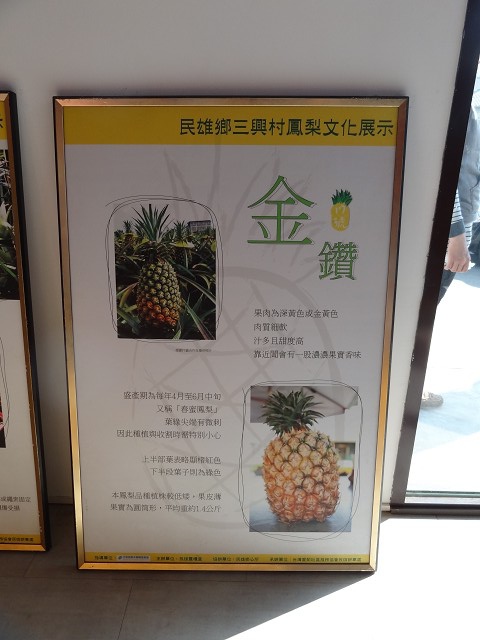 民雄鄉三興村鳳梨文化展示
金
鑽
果肉為深黃色或金黃色
肉質細軟
汁多且甜度高
靠近聞會有一股濃濃果實香味
盛產期為每年4月至6月中旬
又稱「春蜜鳳梨」
葉緣尖端有微刺
因此種植與收割時需特別小心
上半部葉表略顯褐紅色
下半段葉子則為綠色
本鳳梨品種植株較低矮，果皮薄
果實為圓筒形，平均重約1.4公斤